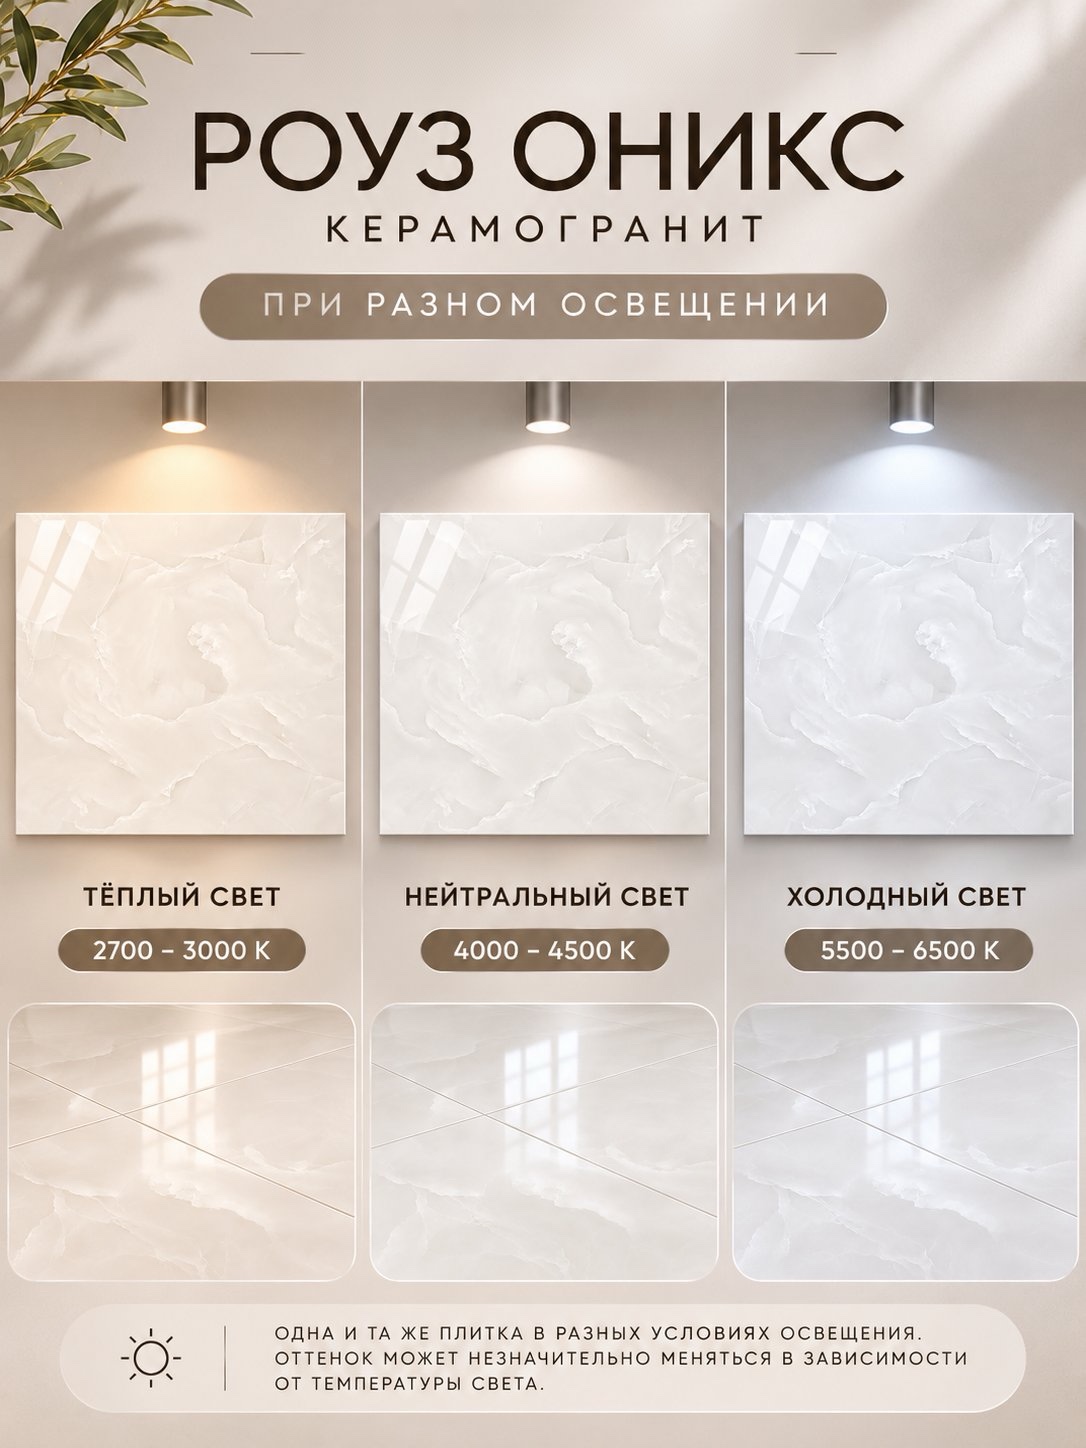 РОУЗ ОНИКС
КЕРАМОГРАНИТ
ПРИ РАЗНОМ ОСВЕЩЕНИИ
ТЁПЛЫЙ СВЕТ
2700 – 3000 К
НЕЙТРАЛЬНЫЙ СВЕТ
4000 – 4500 К
ХОЛОДНЫЙ СВЕТ
5500 – 6500 К
ОДНА И ТА ЖЕ ПЛИТКА В РАЗНЫХ УСЛОВИЯХ ОСВЕЩЕНИЯ.
ОТТЕНОК МОЖЕТ НЕЗНАЧИТЕЛЬНО МЕНЯТЬСЯ В ЗАВИСИМОСТИ
ОТ ТЕМПЕРАТУРЫ СВЕТА.